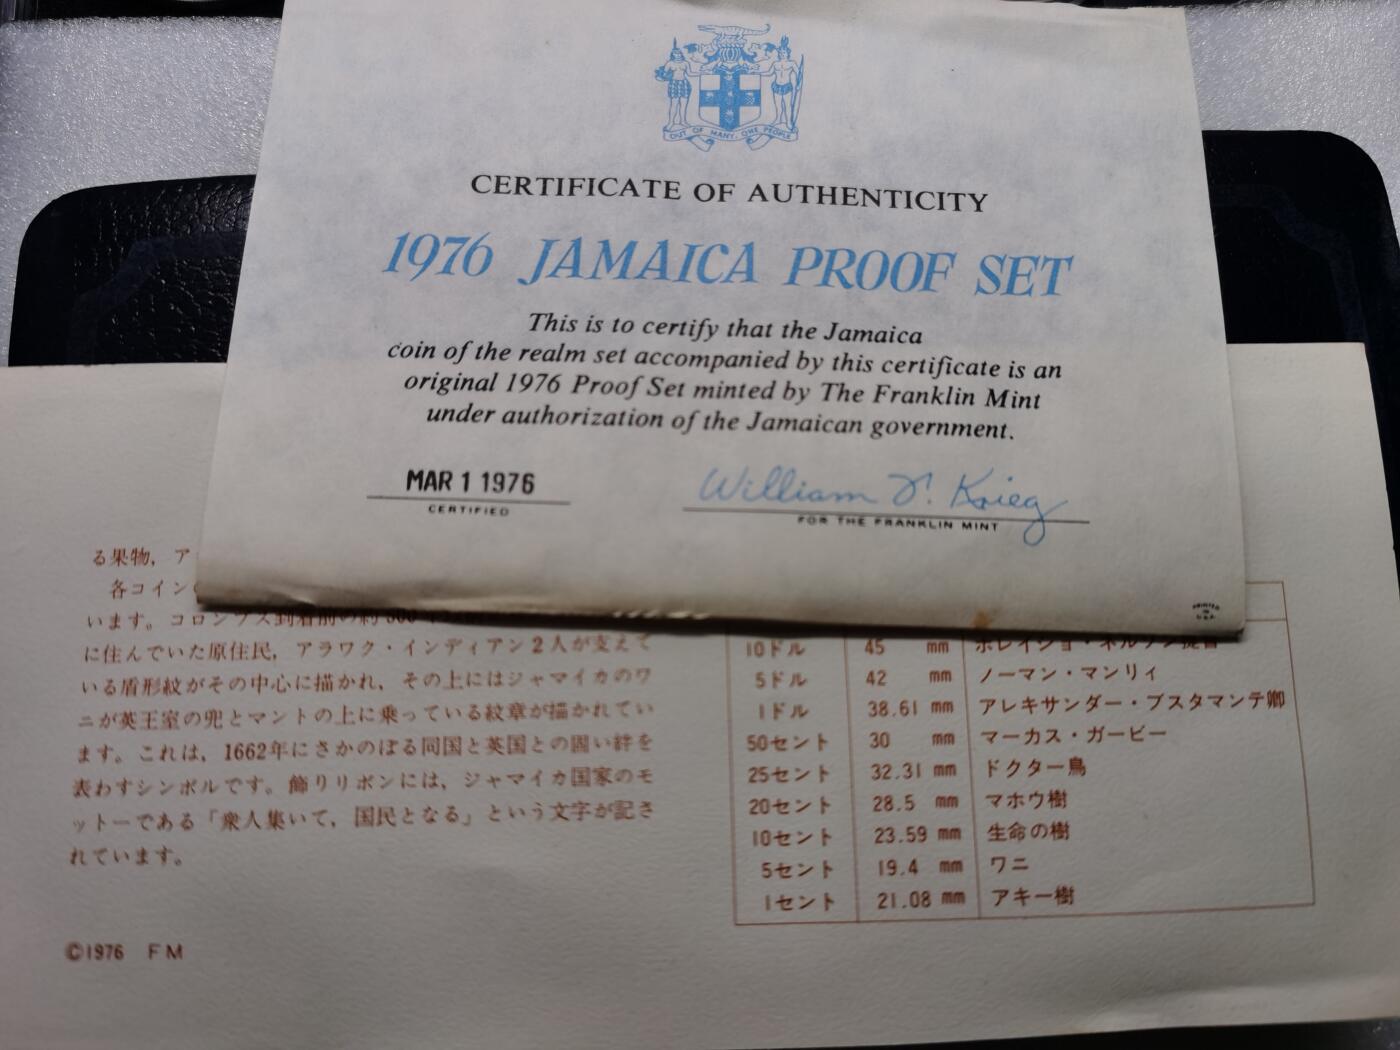 OUT OF MANY, ONE PEOPLE
CERTIFICATE OF AUTHENTICITY
1976 JAMAICA PROOF SET
This is to certify that the Jamaica
coin of the realm set accompanied by this certificate is an
original 1976 Proof Set minted by The Franklin Mint
under authorization of the Jamaican government.
MAR 1 1976
CERTIFIED
William T. Krieg
FOR THE FRANKLIN MINT
PRINTED
IN
U.S.A.
る果物，ア
各コイン
います。コロンブス到着前の約
に住んでいた原住民，アラワク・インディアン2人が支えて
いる盾形紋がその中心に描かれ，その上にはジャマイカのワ
ニが英王室の兜とマントの上に乗っている紋章が描かれてい
ます。これは，1662年にさかのぼる同国と英国との固い絆を
表わすシンボルです。飾りリボンには，ジャマイカ国家のモ
ットーである「衆人集いて，国民となる」という文字が記さ
れています。
©1976 FM
10ドル 45 mm ホレイショ・ネルソン提督
5ドル 42 mm ノーマン・マンリィ
1ドル 38.61 mm アレキサンダー・ブスタマンテ卿
50セント 30 mm マーカス・ガービー
25セント 32.31 mm ドクター鳥
20セント 28.5 mm マホウ樹
10セント 23.59 mm 生命の樹
5セント 19.4 mm ワニ
1セント 21.08 mm アキー樹